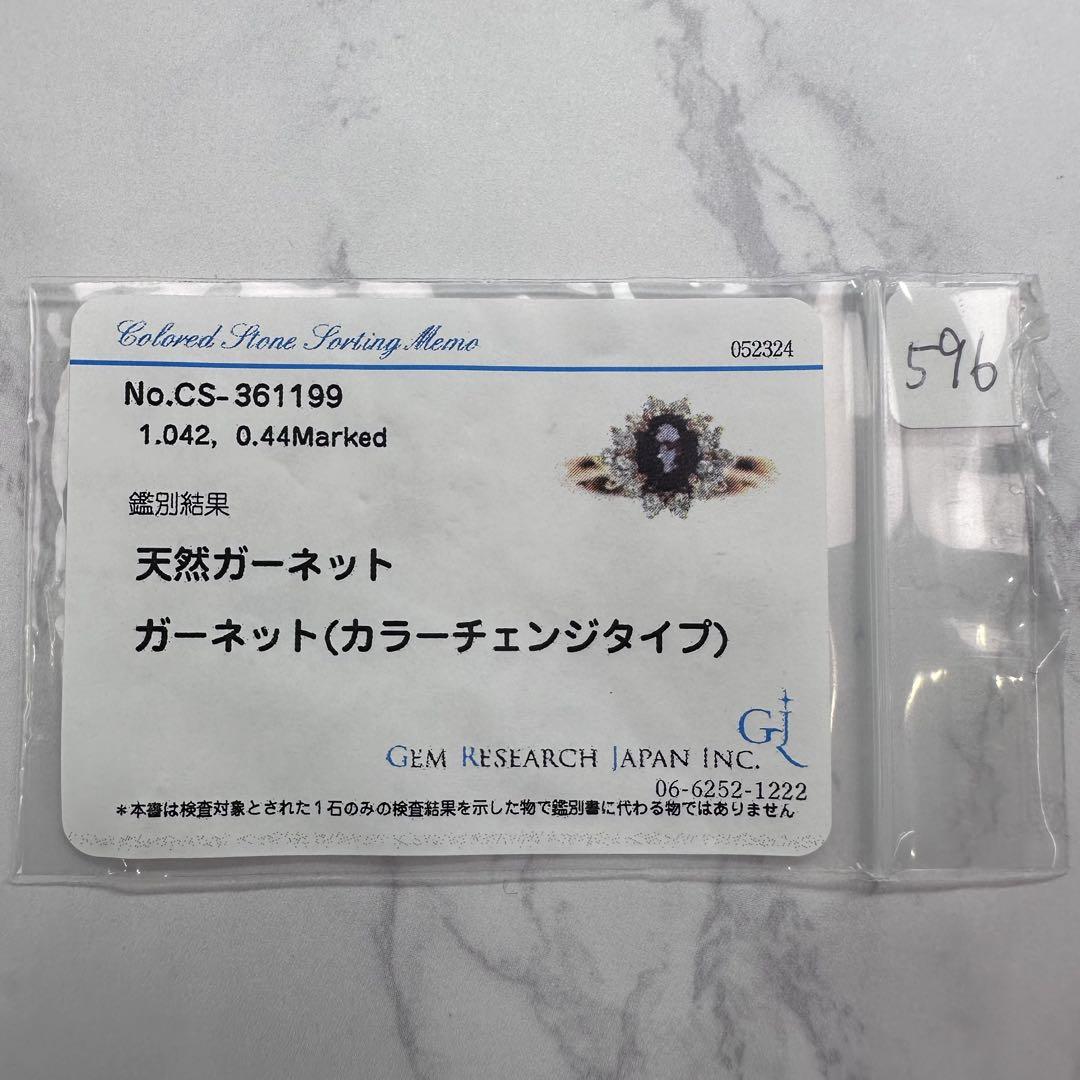 Colored Stone Sorting Memo
052324
596
No.CS-361199
1.042, 0.44Marked
鑑別結果
天然ガーネット
ガーネット(カラーチェンジタイプ)
GJ
GEM RESEARCH JAPAN INC.
06-6252-1222
*本書は検査対象とされた1石のみの検査結果を示した物で鑑別書に代わる物ではありません